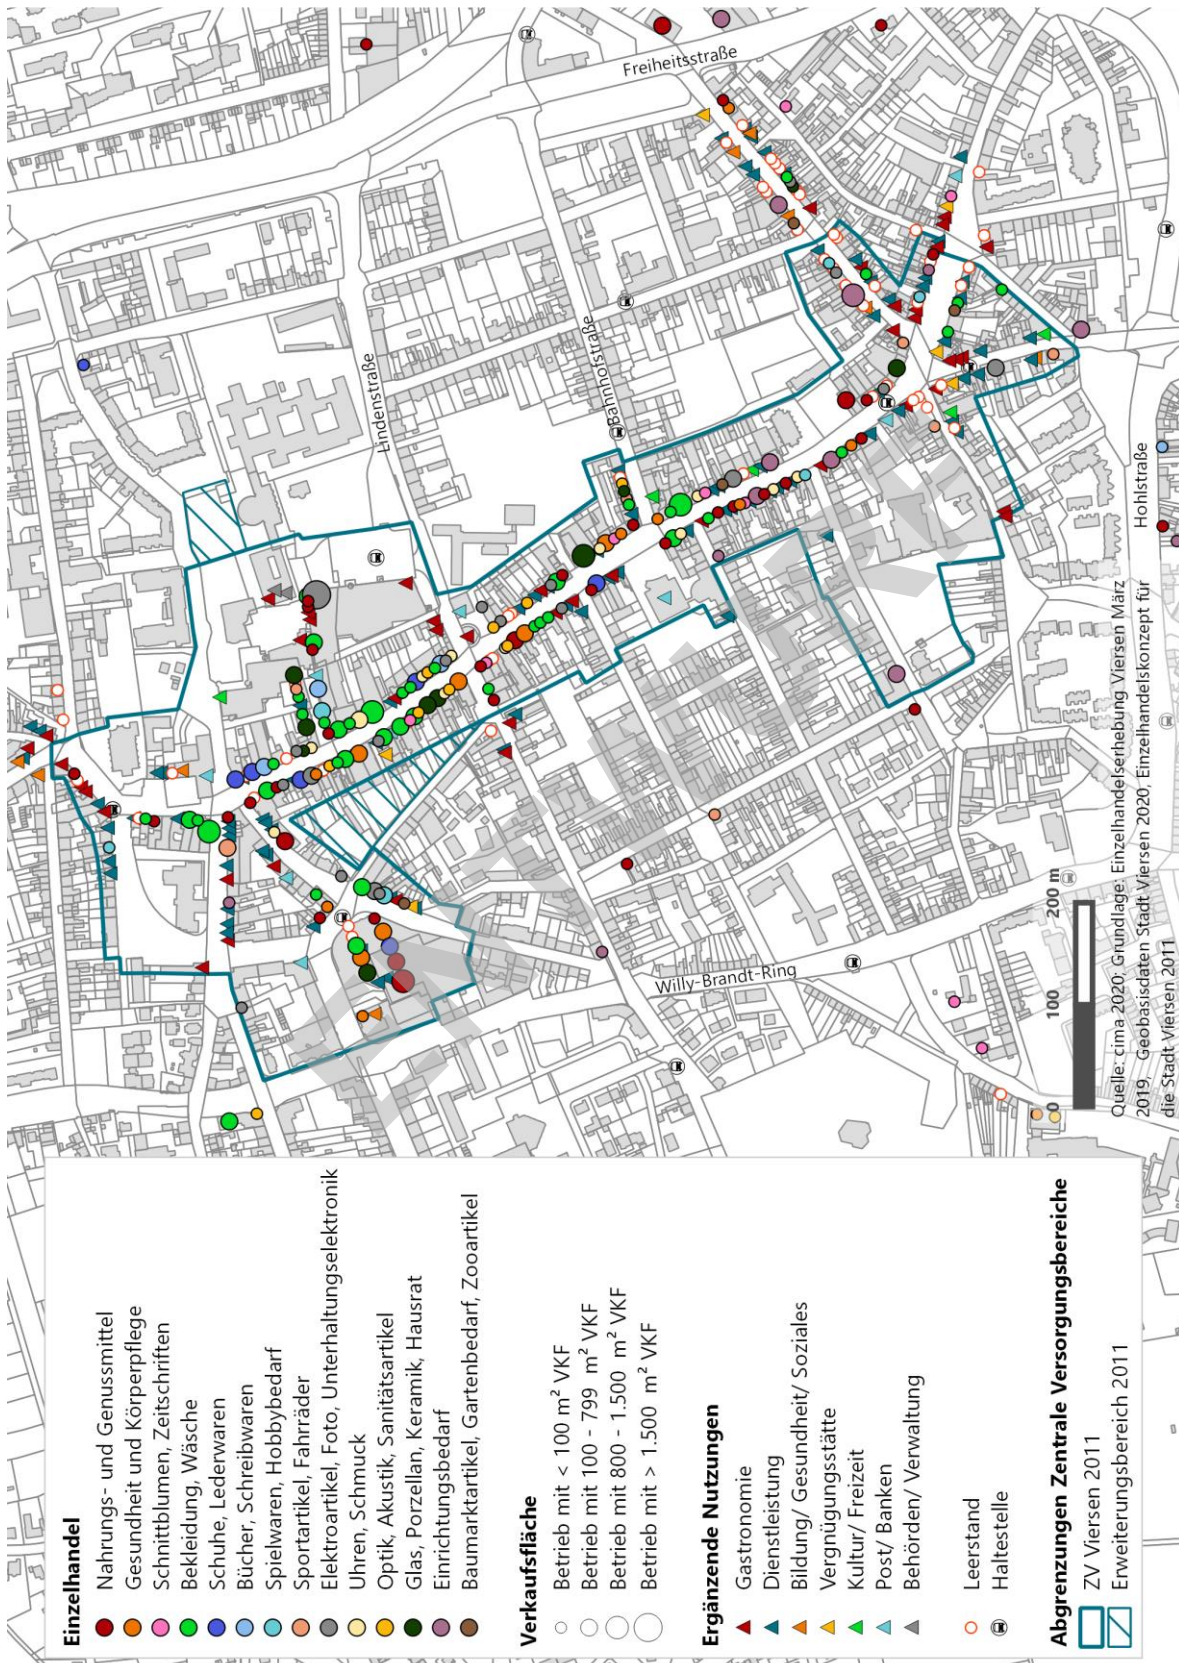 Freiheitsstraße
Lindenstraße
Bahnhofstraße
Willy-Brandt-Ring
Hohlstraße
Einzelhandel
Nahrungs- und Genussmittel
Gesundheit und Körperpflege
Schnittblumen, Zeitschriften
Bekleidung, Wäsche
Schuhe, Lederwaren
Bücher, Schreibwaren
Spielwaren, Hobbybedarf
Sportartikel, Fahrräder
Elektroartikel, Foto, Unterhaltungselektronik
Uhren, Schmuck
Optik, Akustik, Sanitätsartikel
Glas, Porzellan, Keramik, Hausrat
Einrichtungsbedarf
Baumarktartikel, Gartenbedarf, Zooartikel
Verkaufsfläche
Betrieb mit < 100 m² VKF
Betrieb mit 100 - 799 m² VKF
Betrieb mit 800 - 1.500 m² VKF
Betrieb mit > 1.500 m² VKF
Ergänzende Nutzungen
Gastronomie
Dienstleistung
Bildung/ Gesundheit/ Soziales
Vergnügungsstätte
Kultur/ Freizeit
Post/ Banken
Behörden/ Verwaltung
Leerstand
Haltestelle
Abgrenzungen Zentrale Versorgungsbereiche
ZV Viersen 2011
Erweiterungsbereich 2011
0 100 200 m
Quelle: cima 2020; Grundlage: Einzelhandelserhebung Viersen März
2019, Geobasisdaten Stadt Viersen 2020, Einzelhandelskonzept für
die Stadt Viersen 2011